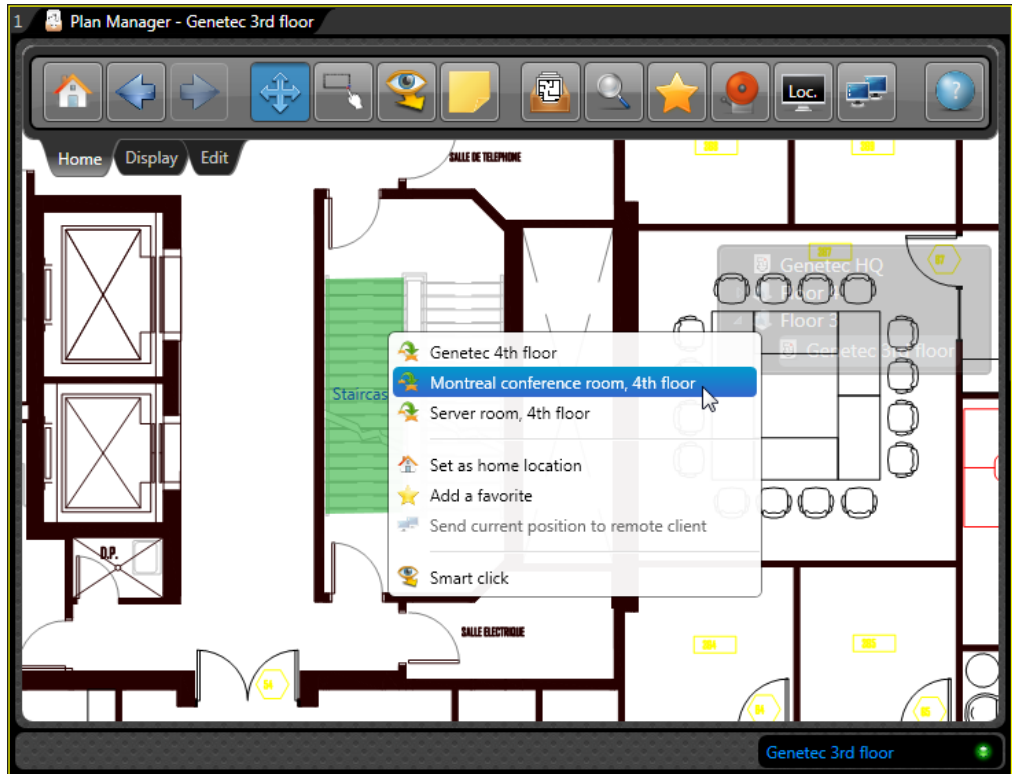 1 Plan Manager - Genetec 3rd floor
Loc.
?
Home Display Edit
SALLE DE TELEPHONE
Genetec HQ
Floor
Floor 3
Genetec 3rd floor
Genetec 4th floor
Montreal conference room, 4th floor
Staircas
Server room, 4th floor
Set as home location
Add a favorite
Send current position to remote client
D.P.
Smart click
SALLE ELECTRIQUE
Genetec 3rd floor